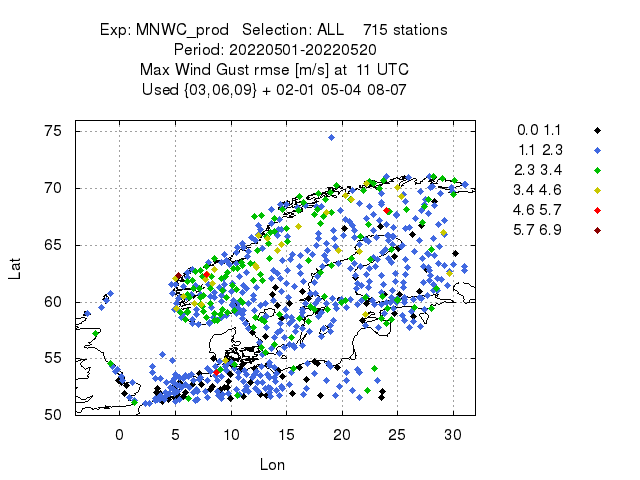 Exp: MNWC_prod Selection: ALL 715 stations
Period: 20220501-20220520
Max Wind Gust rmse [m/s] at 11 UTC
Used {03,06,09} + 02-01 05-04 08-07
75
70
65
60
55
50
Lat
0 5 10 15 20 25 30
Lon
0.0 1.1
1.1 2.3
2.3 3.4
3.4 4.6
4.6 5.7
5.7 6.9